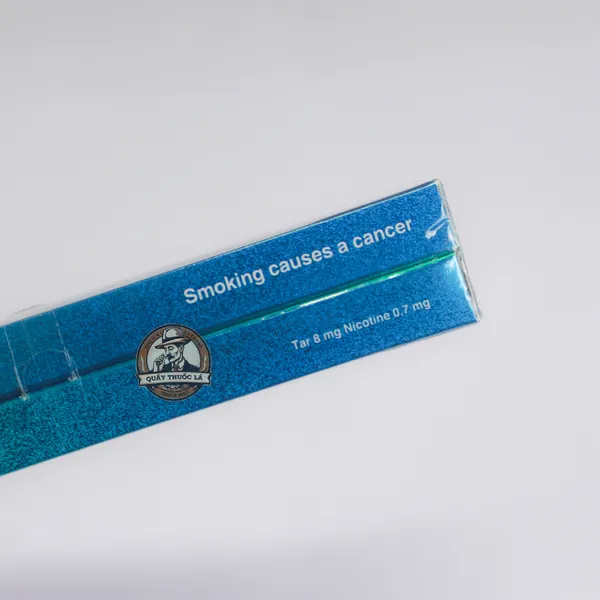 Smoking causes a cancer
Tar 8 mg Nicotine 0.7 mg
QUẦY THUỐC LÁ